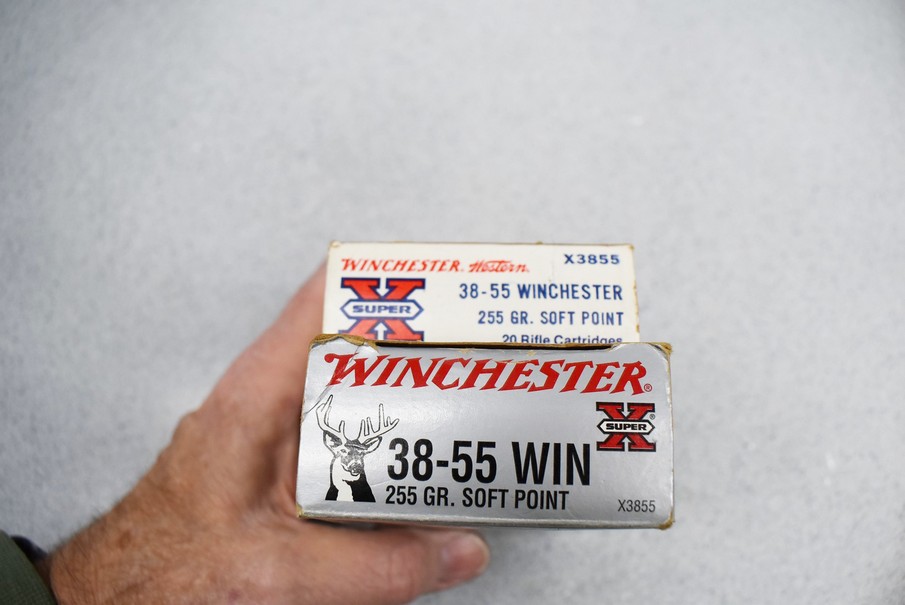 WINCHESTER Western. X3855
X
SUPER
38-55 WINCHESTER
255 GR. SOFT POINT
20 Rifle Cartridges
WINCHESTER®
X®
SUPER
38-55 WIN
255 GR. SOFT POINT
X3855